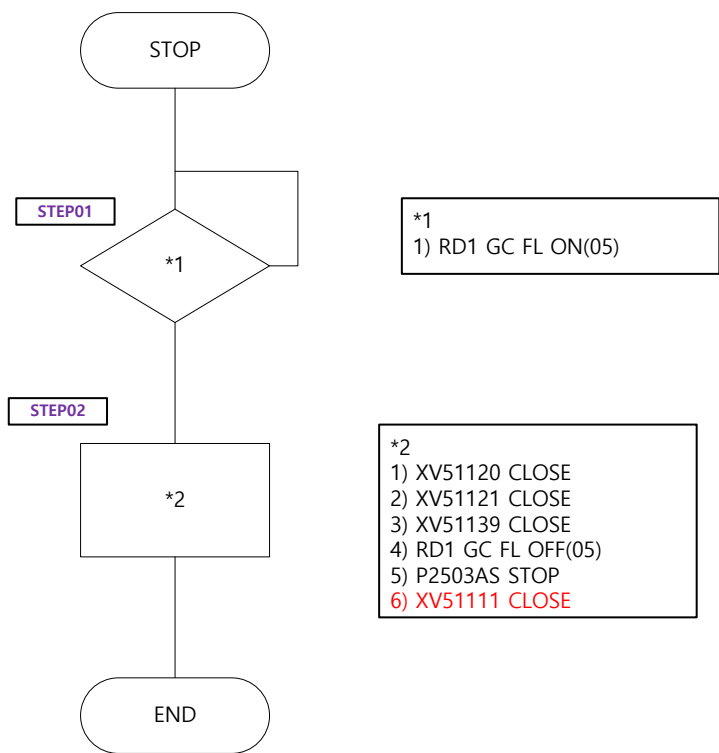 STOP
STEP01
*1
*1
1) RD1 GC FL ON(05)
STEP02
*2
*2
1) XV51120 CLOSE
2) XV51121 CLOSE
3) XV51139 CLOSE
4) RD1 GC FL OFF(05)
5) P2503AS STOP
6) XV51111 CLOSE
END